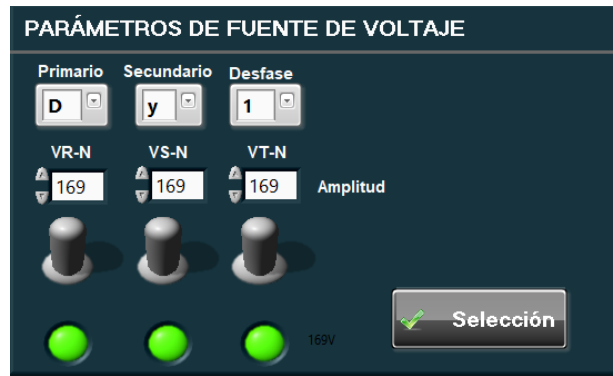 PARÁMETROS DE FUENTE DE VOLTAJE
Primario Secundario Desfase
D y 1
VR-N VS-N VT-N
169 169 169 Amplitud
169V
Selección